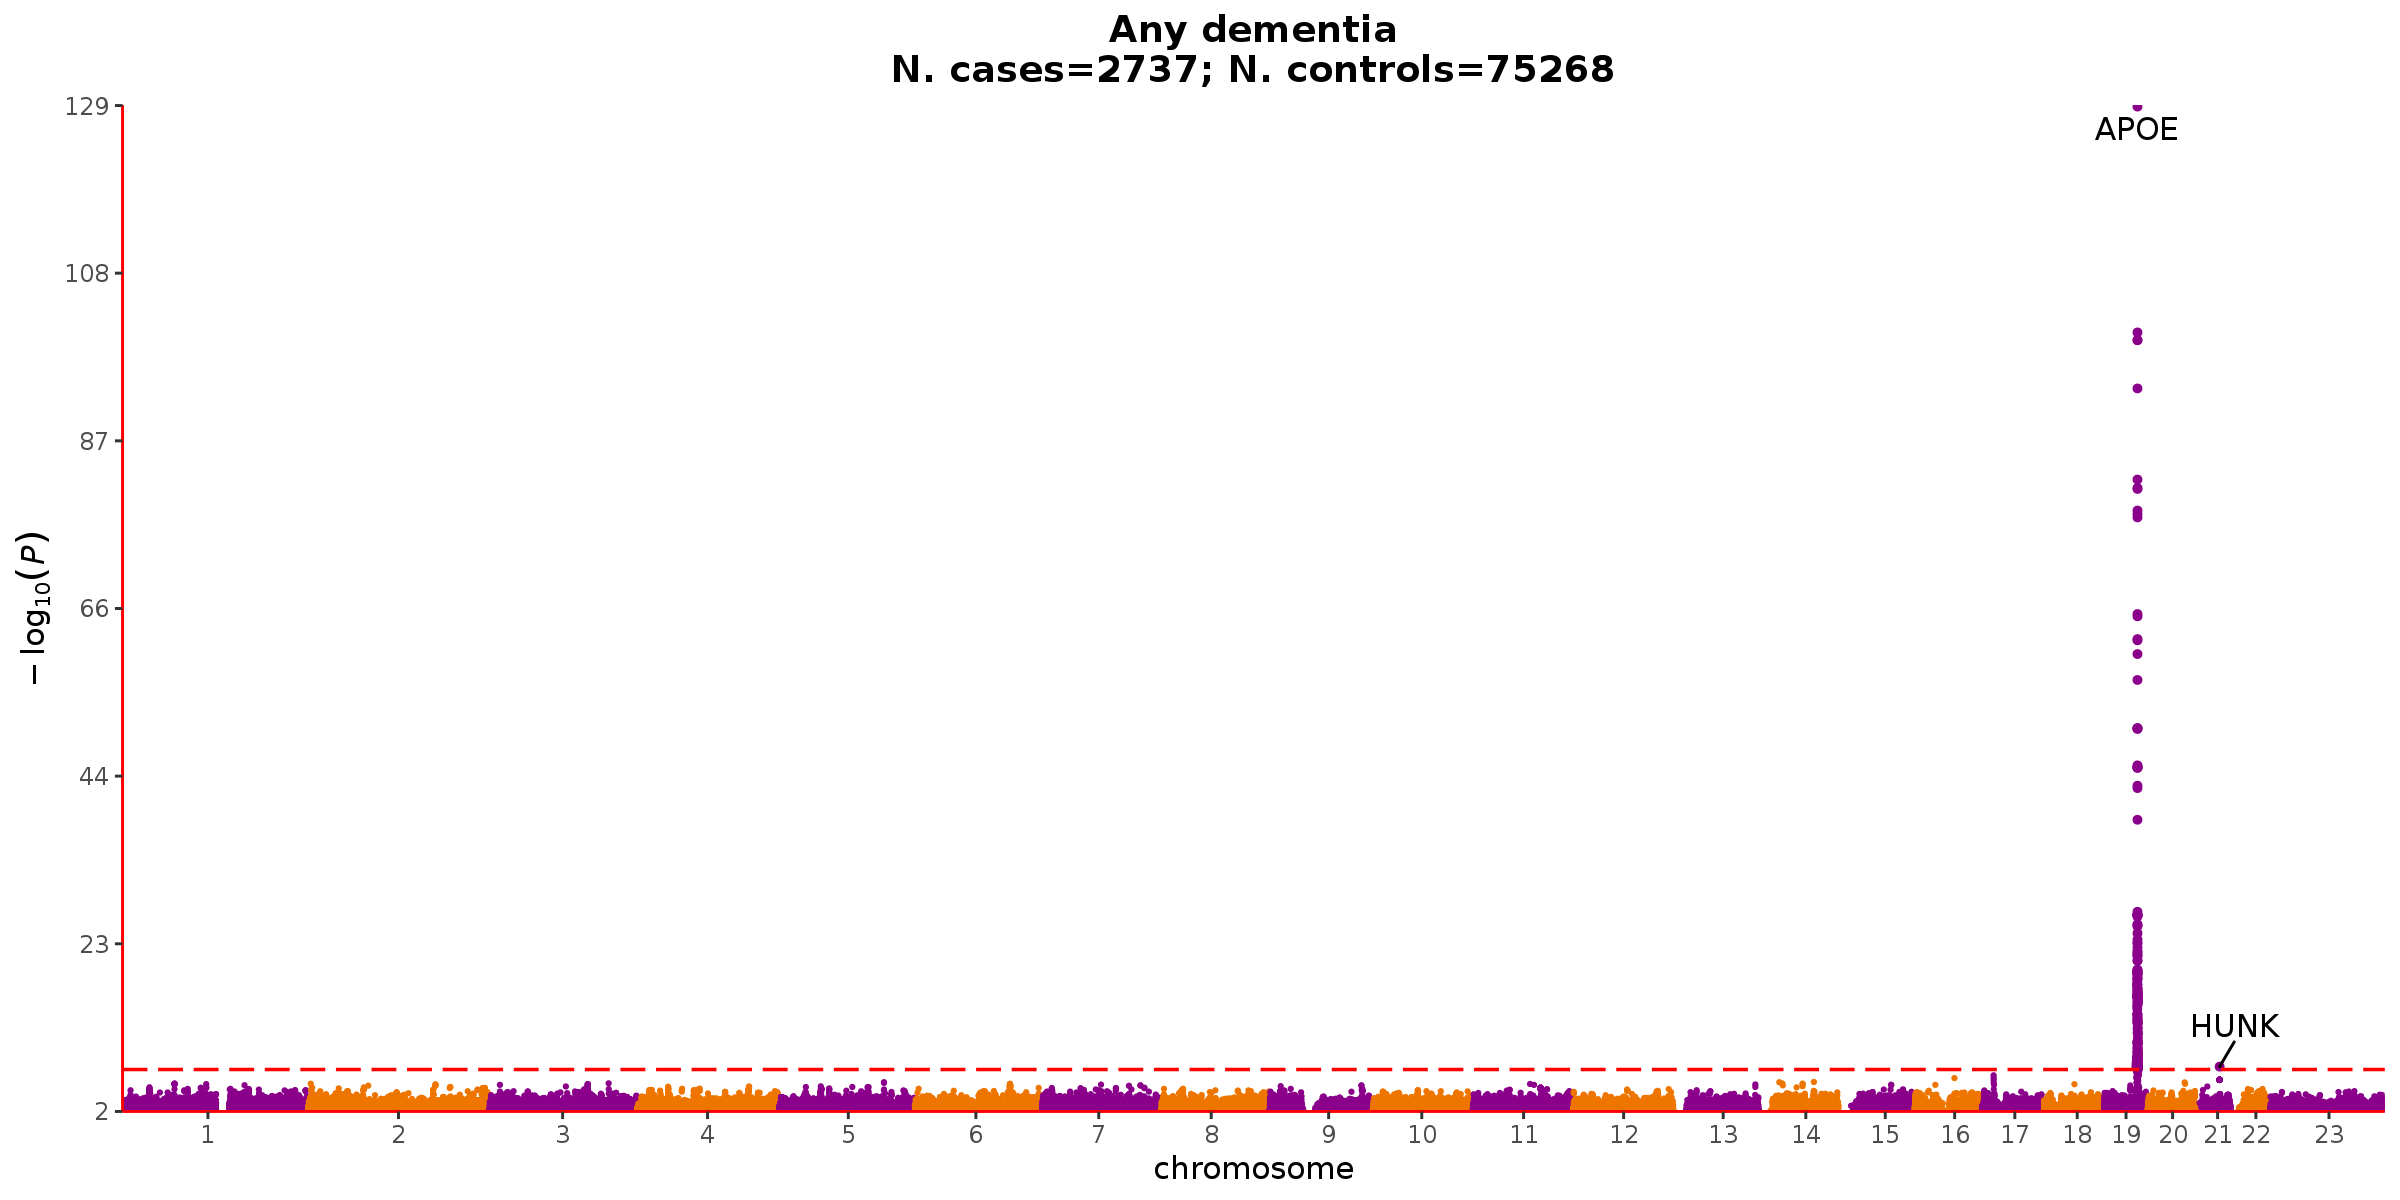 Any dementia
N. cases=2737; N. controls=75268
129
APOE
108
87
66
44
23
HUNK
2
− log₁₀(P)
1 2 3 4 5 6 7 8 9 10 11 12 13 14 15 16 17 18 19 20 21 22 23
chromosome